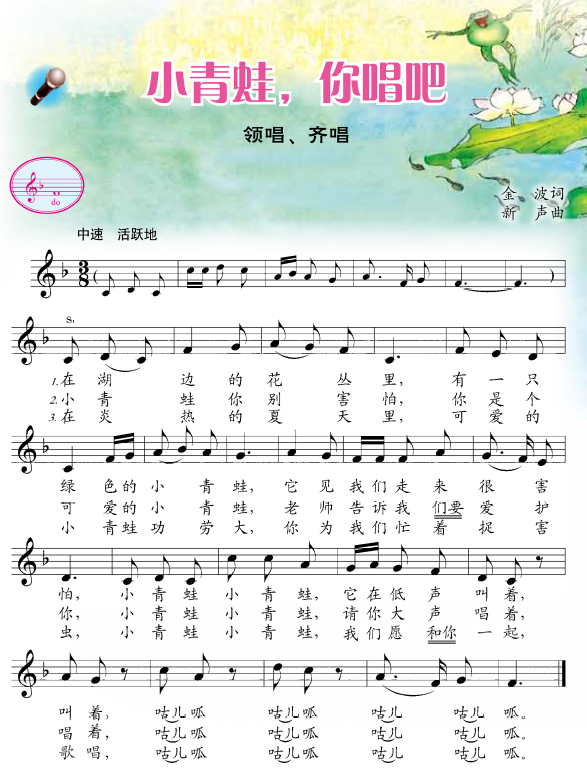 小青蛙，你唱吧
领唱、齐唱
do
金 波词
新 声曲
中速 活跃地
3
8
s.
1.在 湖 边 的 花 丛 里， 有 一 只
2.小 青 蛙 你 别 害 怕， 你 是 个
3.在 炎 热 的 夏 天 里， 可 爱 的
绿 色 的 小 青 蛙， 它 见 我 们 走 来 很 害
可 爱 的 小 青 蛙， 老 师 告 诉 我 们要 爱 护
小 青蛙 功 劳 大， 你 为 我 们 忙 着 捉 害
怕， 小 青 蛙 小 青 蛙， 它 在 低 声 叫 着，
你， 小 青 蛙 小 青 蛙， 请 你 大 声 唱 着，
虫， 小 青 蛙 小 青 蛙， 我 们 愿 和你 一 起，
叫 着， 咕儿 呱 咕儿 呱 咕儿 咕儿 呱。
唱 着， 咕儿 呱 咕儿 呱 咕儿 咕儿 呱。
歌 唱， 咕儿 呱 咕儿 呱 咕儿 咕儿 呱。